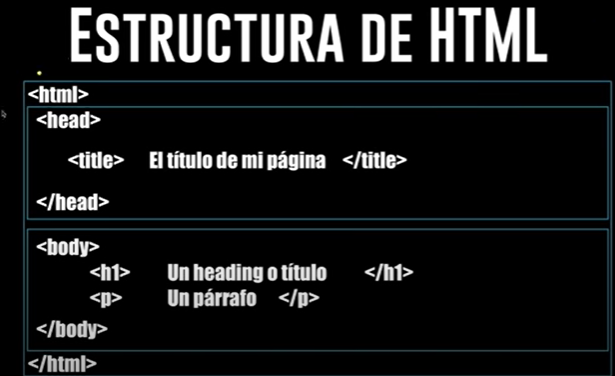 ESTRUCTURA DE HTML
<html>
<head>
<title> El título de mi página </title>
</head>
<body>
<h1> Un heading o título </h1>
<p> Un párrafo </p>
</body>
</html>